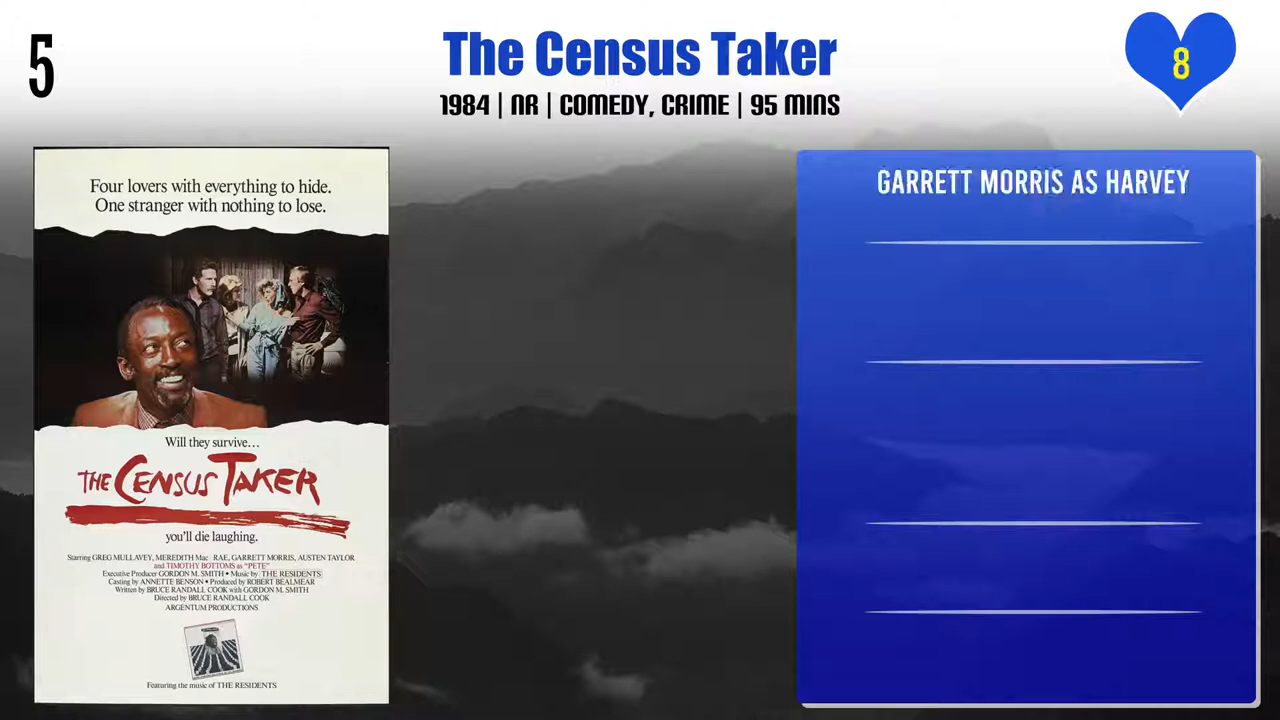 5
The Census Taker
8
1984 | NR | COMEDY, CRIME | 95 MINS
Four lovers with everything to hide.
One stranger with nothing to lose.
Will they survive...
THE CENSUS TAKER
you'll die laughing.
Starring GREG MULLAVEY, MEREDITH Mac RAE, GARRETT MORRIS, AUSTEN TAYLOR
and TIMOTHY BOTTOMS as "PETE"
Executive Producer GORDON M. SMITH • Music by THE RESIDENTS
Casting by ANNETTE BENSON • Produced by ROBERT BEALMEAR
Written by BRUCE RANDALL COOK with GORDON M. SMITH
Directed by BRUCE RANDALL COOK
ARGENTUM PRODUCTIONS
Featuring the music of THE RESIDENTS
GARRETT MORRIS AS HARVEY